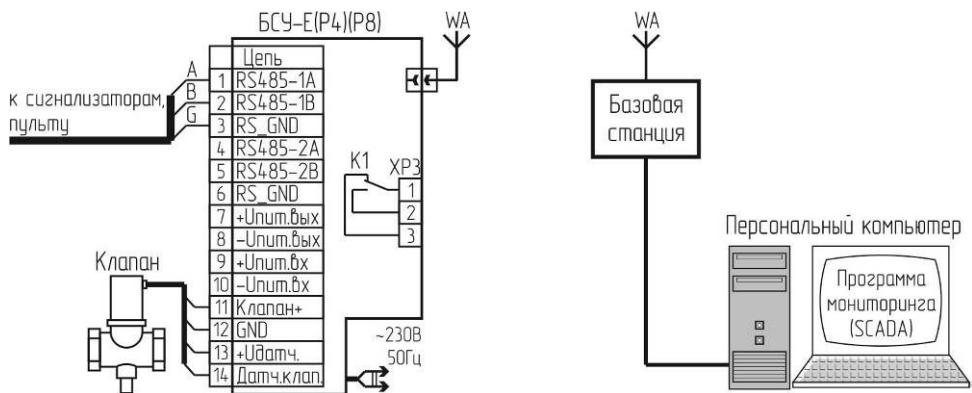 БСУ-Е(Р4)(Р8)
WA
WA
Цепь
A
1 RS485-1A
B
2 RS485-1B
G
3 RS_GND
4 RS485-2A
5 RS485-2B
6 RS_GND
7 +Uпит.вых
8 -Uпит.вых
9 +Uпит.вх
10 -Uпит.вх
11 Клапан+
12 GND
13 +Uдатч.
14 Датч.клап.
к сигнализаторам,
пульту
Клапан
K1
XP3
1
2
3
~230В
50Гц
Базовая
станция
Персональный компьютер
Программа
мониторинга
(SCADA)